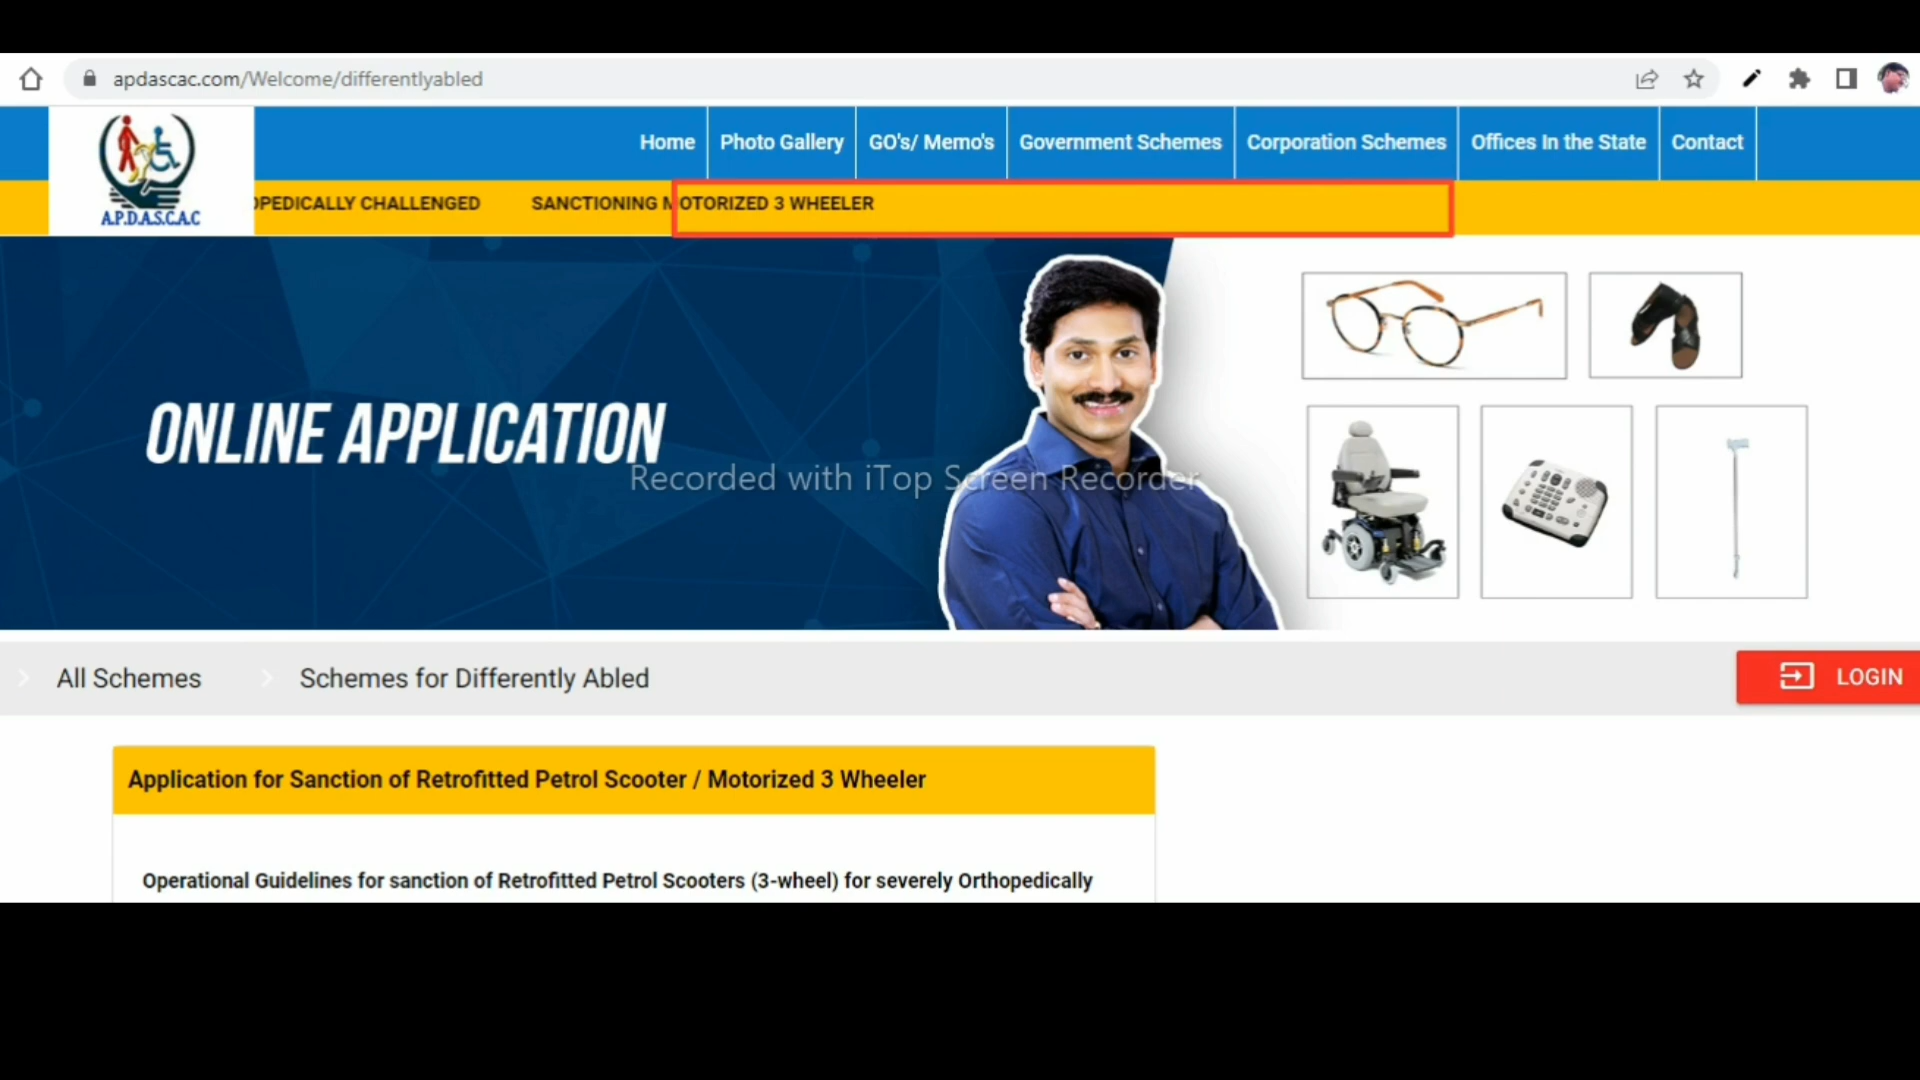 apdascac.com/Welcome/differentlyabled
Home
Photo Gallery
GO's/ Memo's
Government Schemes
Corporation Schemes
Offices In the State
Contact
A.P.D.A.S.C.A.C
OPEDICALLY CHALLENGED
SANCTIONING MOTORIZED 3 WHEELER
ONLINE APPLICATION
Recorded with iTop Screen Recorder
All Schemes
Schemes for Differently Abled
LOGIN
Application for Sanction of Retrofitted Petrol Scooter / Motorized 3 Wheeler
Operational Guidelines for sanction of Retrofitted Petrol Scooters (3-wheel) for severely Orthopedically